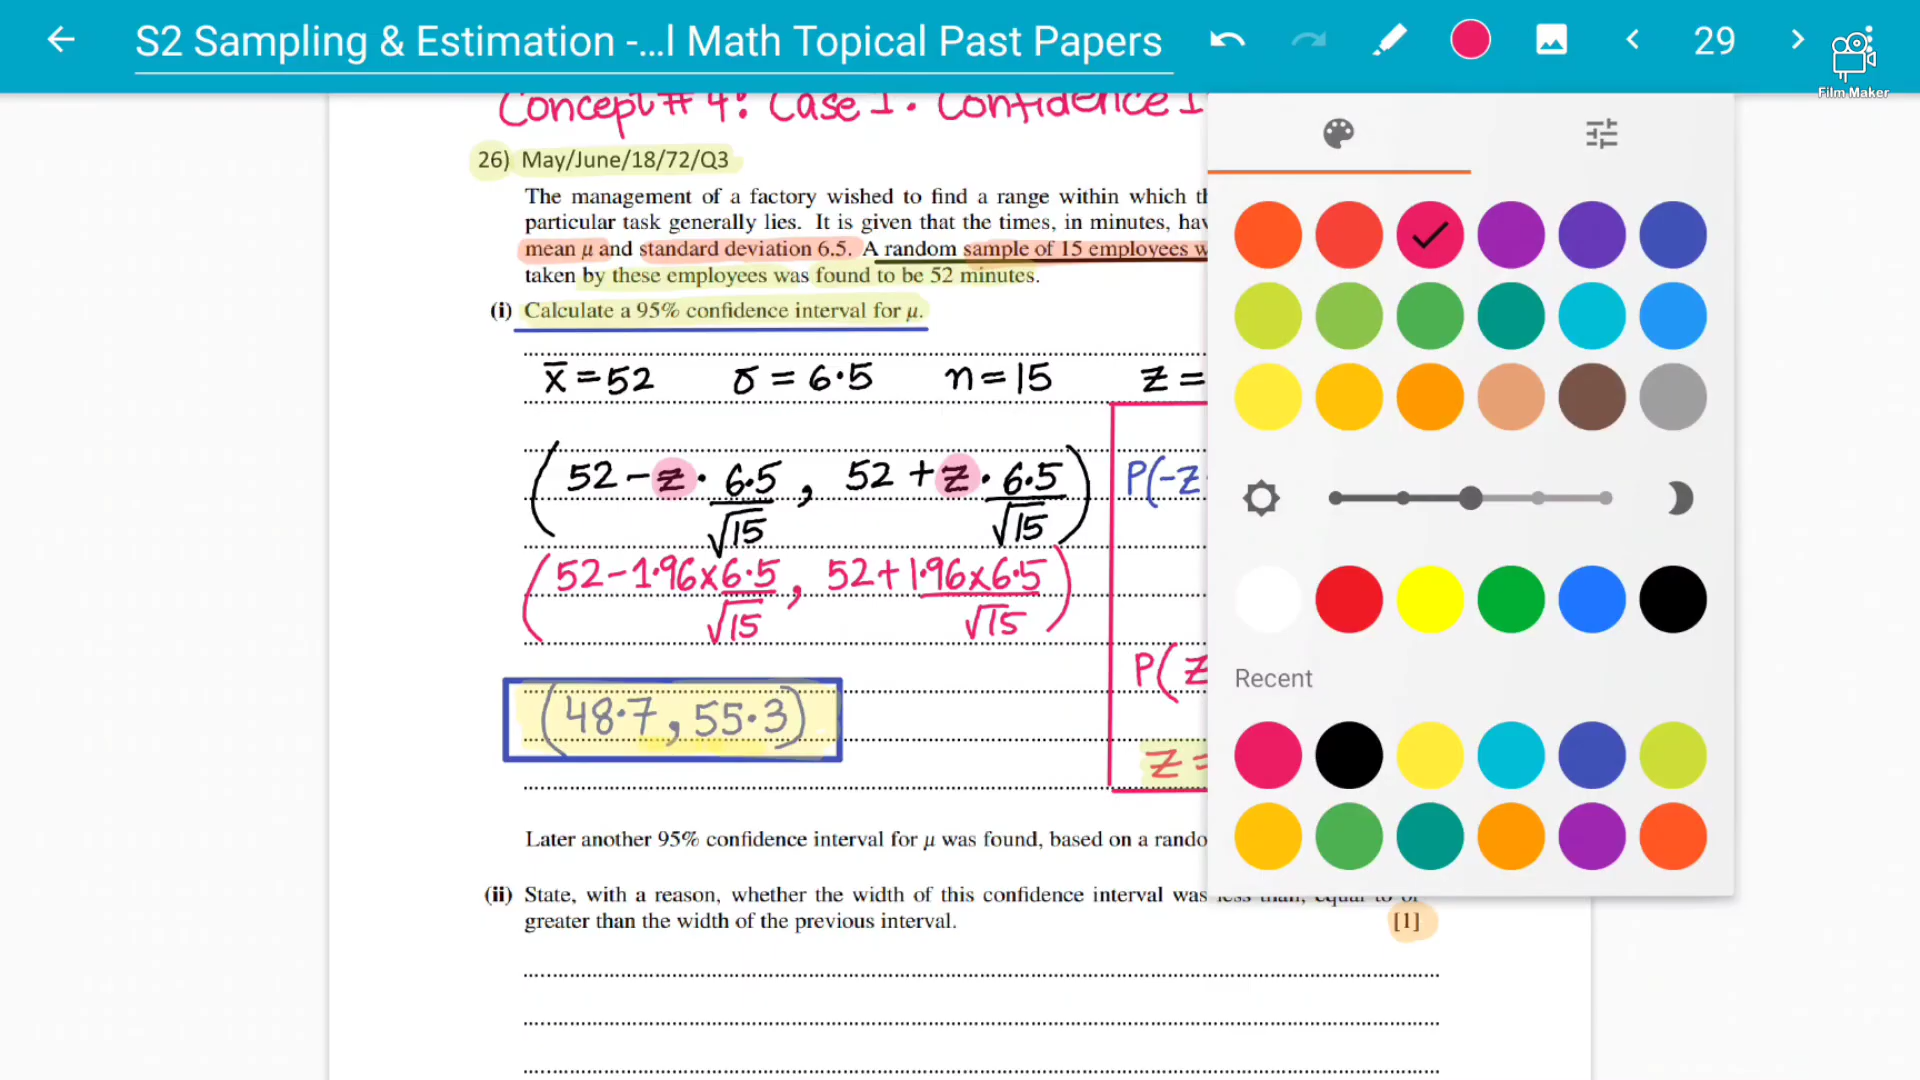 S2 Sampling & Estimation -...l Math Topical Past Papers
29
Film Maker
Concept # 4: Case 1. Confidence I
26) May/June/18/72/Q3
The management of a factory wished to find a range within which
particular task generally lies. It is given that the times, in minutes,
mean μ and standard deviation 6.5. A random sample of 15 employees
taken by these employees was found to be 52 minutes.
(i) Calculate a 95% confidence interval for μ.
x̄ = 52 σ = 6.5 n = 15 z =
(52 - z · 6.5/√15, 52 + z · 6.5/√15) P(-z
(52 - 1.96 × 6.5/√15, 52 + 1.96 × 6.5/√15)
P(z
(48.7, 55.3)
z =
Later another 95% confidence interval for μ was found, based on a
(ii) State, with a reason, whether the width of this confidence interval was less than, equal to or
greater than the width of the previous interval. [1]
Recent